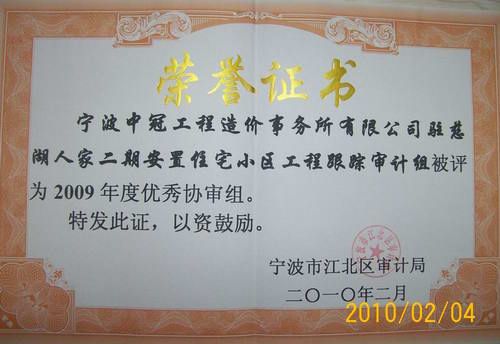 荣誉证书
宁波中冠工程造价事务所有限公司驻慈
湖人家二期安置住宅小区工程跟踪审计组被评
为 2009 年度优秀协审组。
特发此证，以资鼓励。
宁波市江北区审计局
二〇一〇年二月
2010/02/04